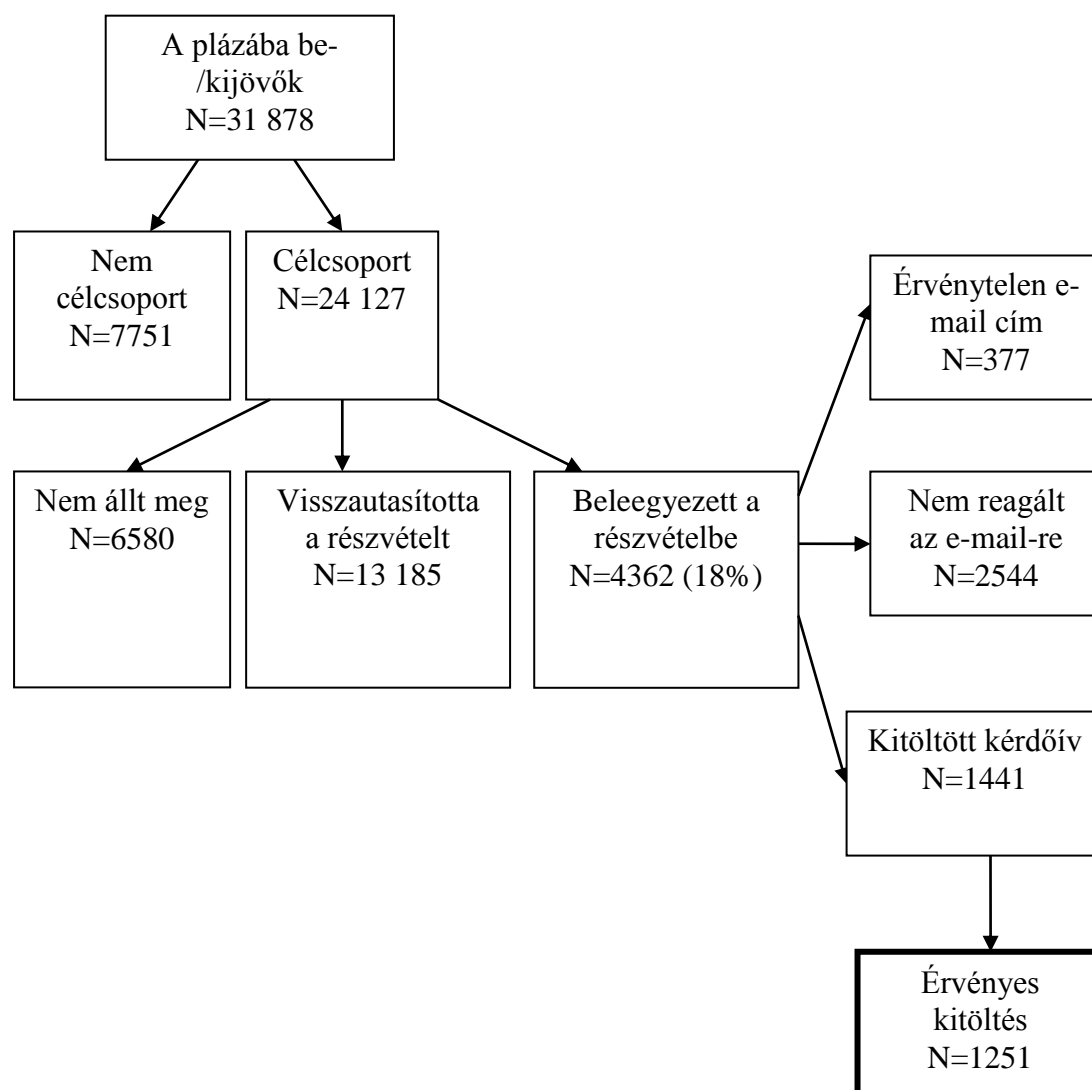 A plázába be-
/kijövők
N=31 878
Nem
célcsoport
N=7751
Célcsoport
N=24 127
Érvénytelen e-
mail cím
N=377
Nem állt meg
N=6580
Visszautasította
a részvételt
N=13 185
Beleegyezett a
részvételbe
N=4362 (18%)
Nem reagált
az e-mail-re
N=2544
Kitöltött kérdőív
N=1441
Érvényes
kitöltés
N=1251